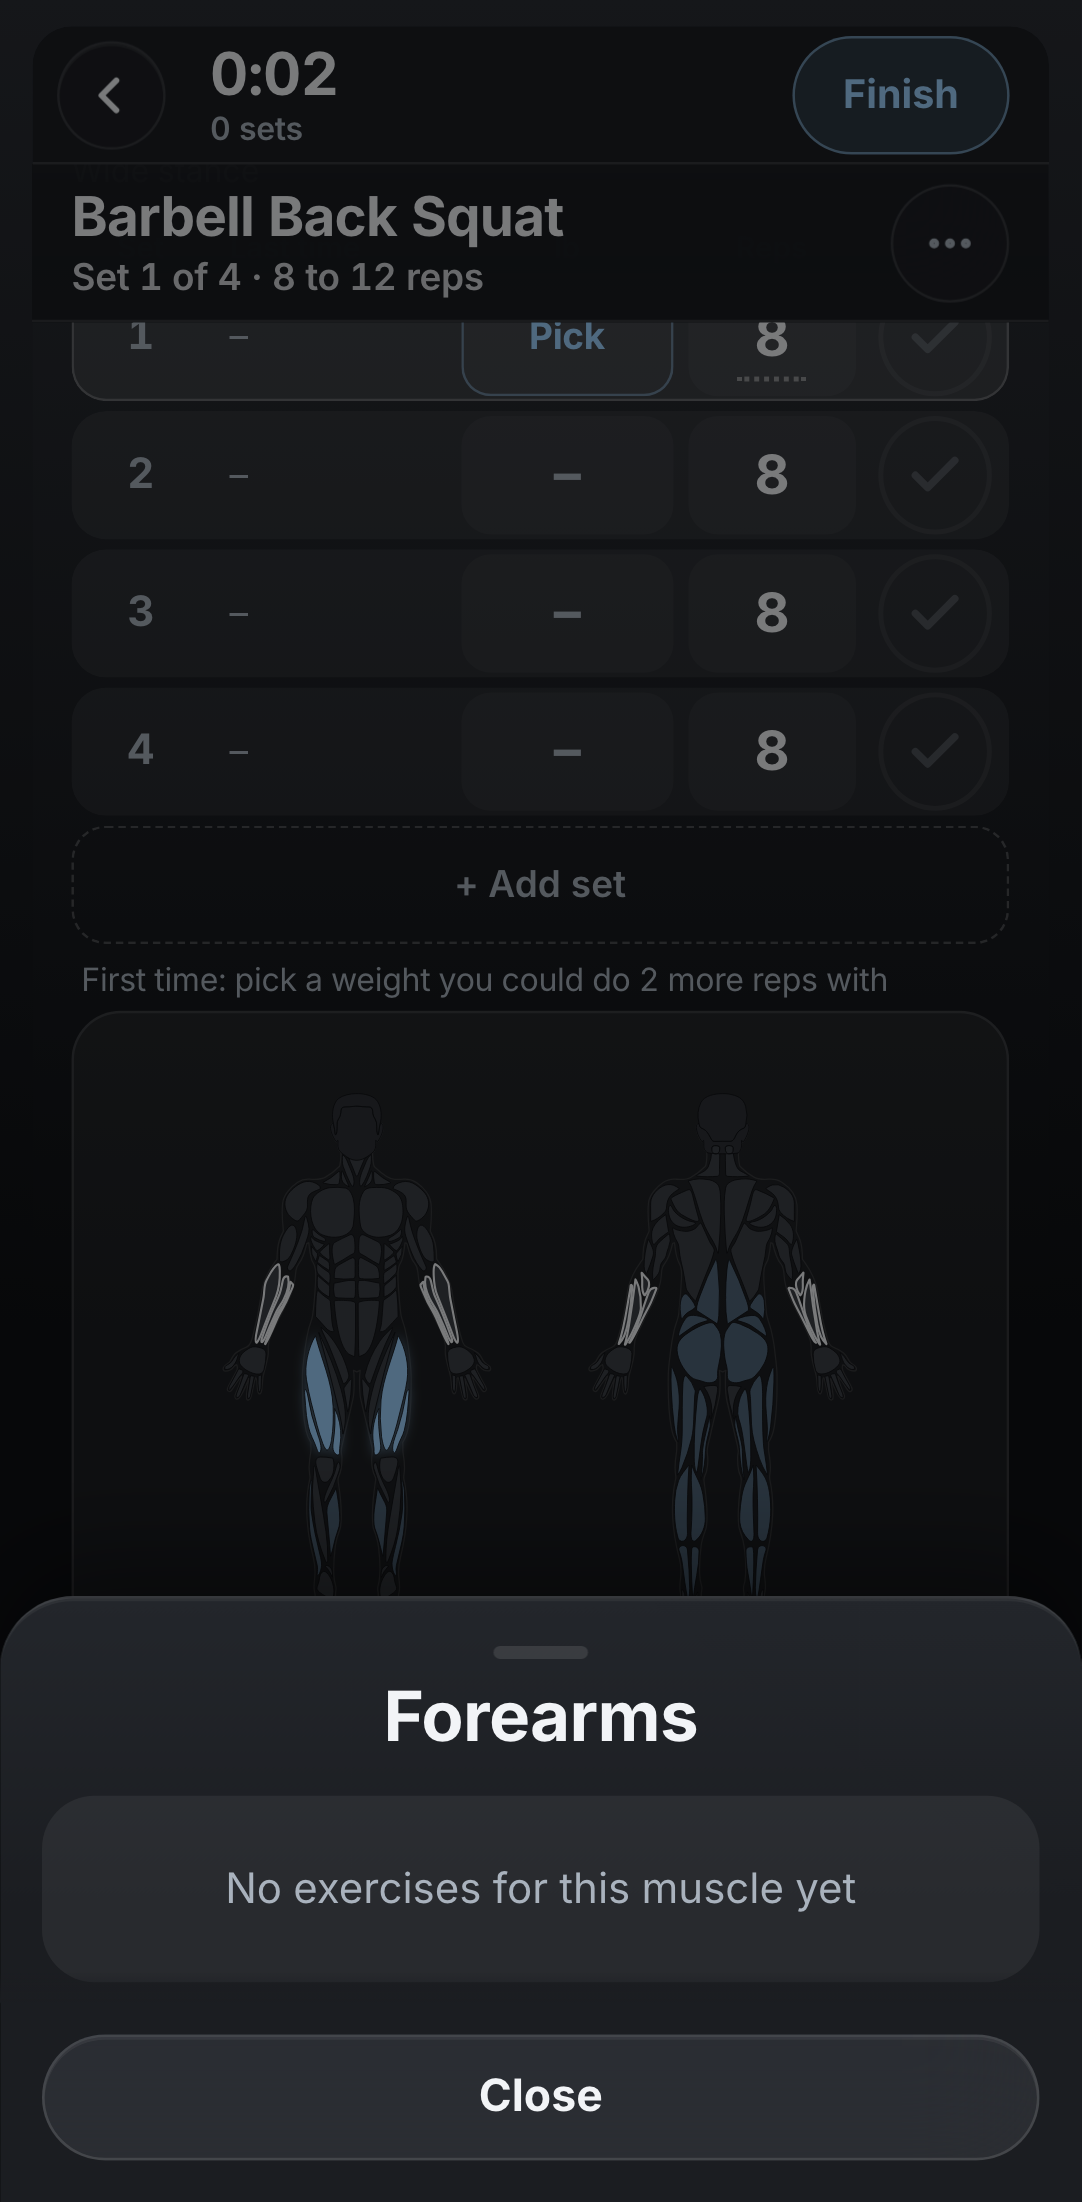 0:02
0 sets
Finish
Wide stance
Barbell Back Squat
Set 1 of 4 · 8 to 12 reps
1 – Pick 8
2 – – 8
3 – – 8
4 – – 8
+ Add set
First time: pick a weight you could do 2 more reps with
Forearms
No exercises for this muscle yet
Close